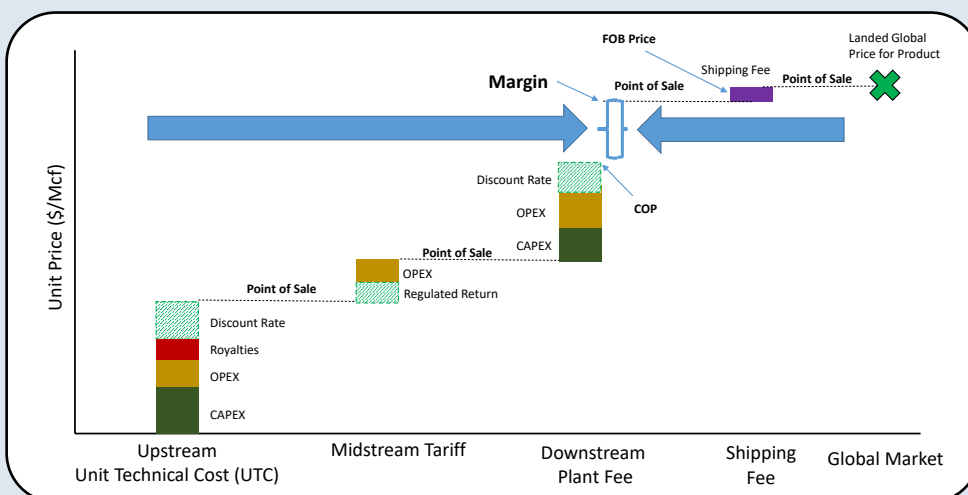 Landed Global
Price for Product
FOB Price
Shipping Fee
Point of Sale
Margin
Point of Sale
Discount Rate
COP
OPEX
CAPEX
Point of Sale
OPEX
Regulated Return
Point of Sale
Discount Rate
Royalties
OPEX
CAPEX
Unit Price ($/Mcf)
Upstream
Unit Technical Cost (UTC)
Midstream Tariff
Downstream
Plant Fee
Shipping
Fee
Global Market